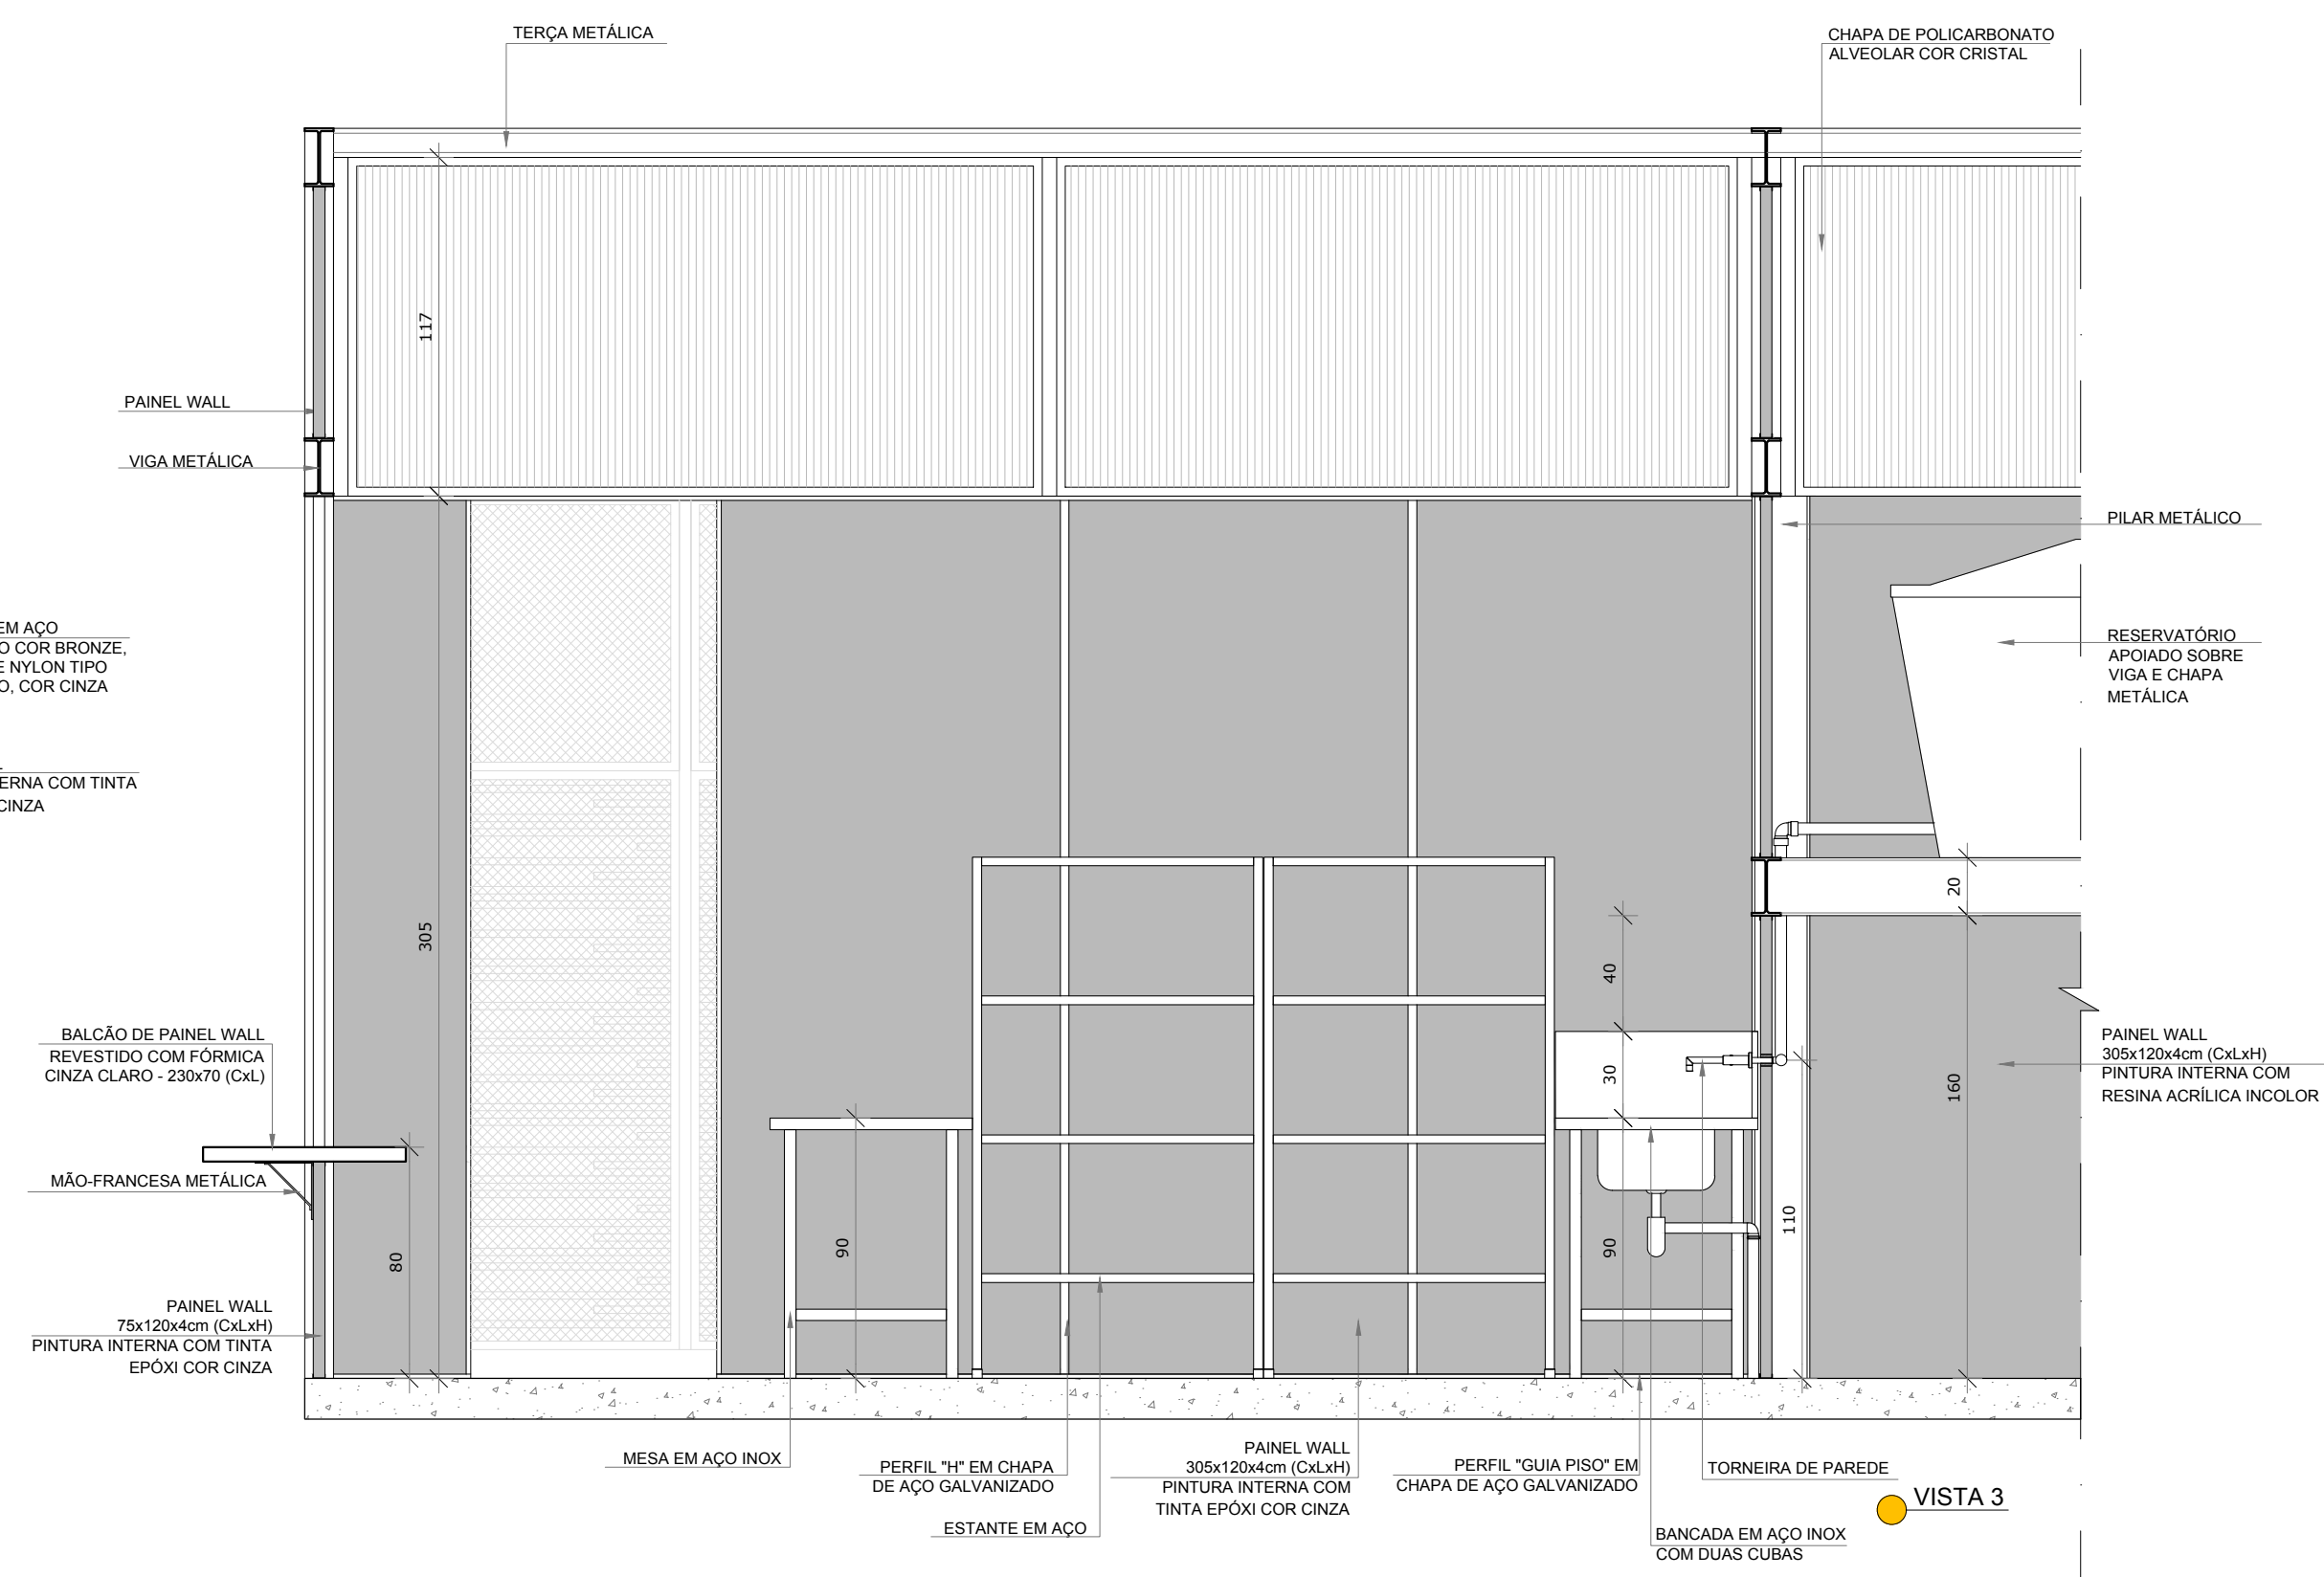 TERÇA METÁLICA
CHAPA DE POLICARBONATO
ALVEOLAR COR CRISTAL
117
PAINEL WALL
VIGA METÁLICA
PILAR METÁLICO
EM AÇO
O COR BRONZE,
E NYLON TIPO
O, COR CINZA
RESERVATÓRIO
APOIADO SOBRE
VIGA E CHAPA
METÁLICA
ERNA COM TINTA
CINZA
20
305
40
BALCÃO DE PAINEL WALL
REVESTIDO COM FÓRMICA
CINZA CLARO - 230x70 (CxL)
30
160
PAINEL WALL
305x120x4cm (CxLxH)
PINTURA INTERNA COM
RESINA ACRÍLICA INCOLOR
MÃO-FRANCESA METÁLICA
80
90
90
110
PAINEL WALL
75x120x4cm (CxLxH)
PINTURA INTERNA COM TINTA
EPÓXI COR CINZA
MESA EM AÇO INOX
PERFIL "H" EM CHAPA
DE AÇO GALVANIZADO
ESTANTE EM AÇO
PAINEL WALL
305x120x4cm (CxLxH)
PINTURA INTERNA COM
TINTA EPÓXI COR CINZA
PERFIL "GUIA PISO" EM
CHAPA DE AÇO GALVANIZADO
TORNEIRA DE PAREDE
BANCADA EM AÇO INOX
COM DUAS CUBAS
VISTA 3